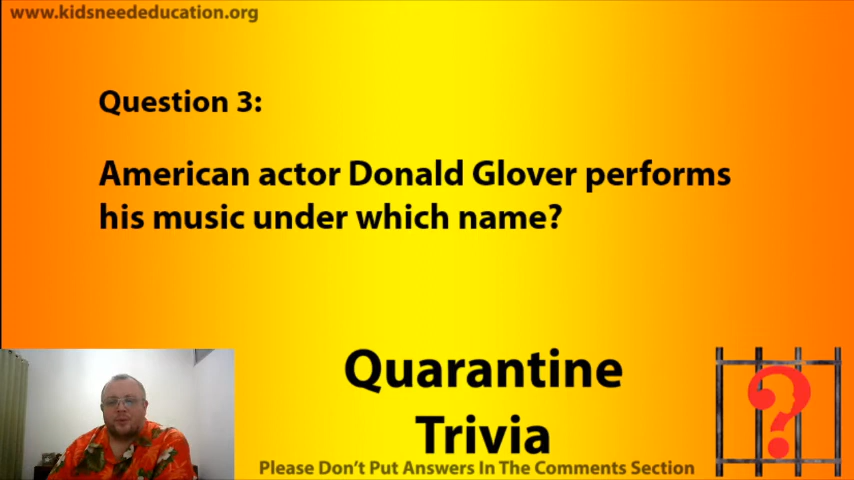 www.kidsneededucation.org
Question 3:
American actor Donald Glover performs
his music under which name?
Quarantine
Trivia
Please Don't Put Answers In The Comments Section